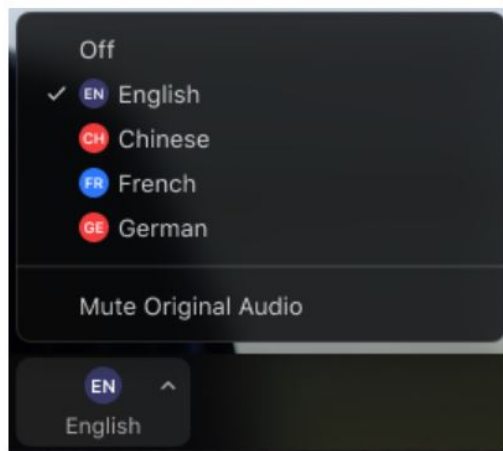 Off
EN English
CH Chinese
FR French
GE German
Mute Original Audio
EN
English